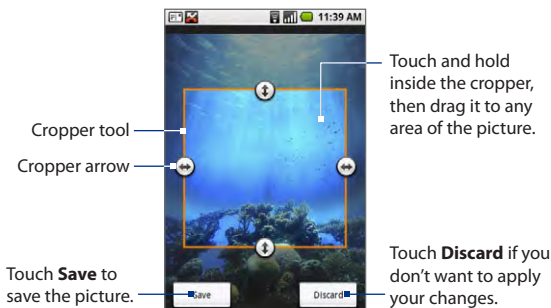 11:39 AM
Touch and hold
inside the cropper,
then drag it to any
area of the picture.
Cropper tool
Cropper arrow
Touch Save to
save the picture.
Save
Discard
Touch Discard if you
don’t want to apply
your changes.